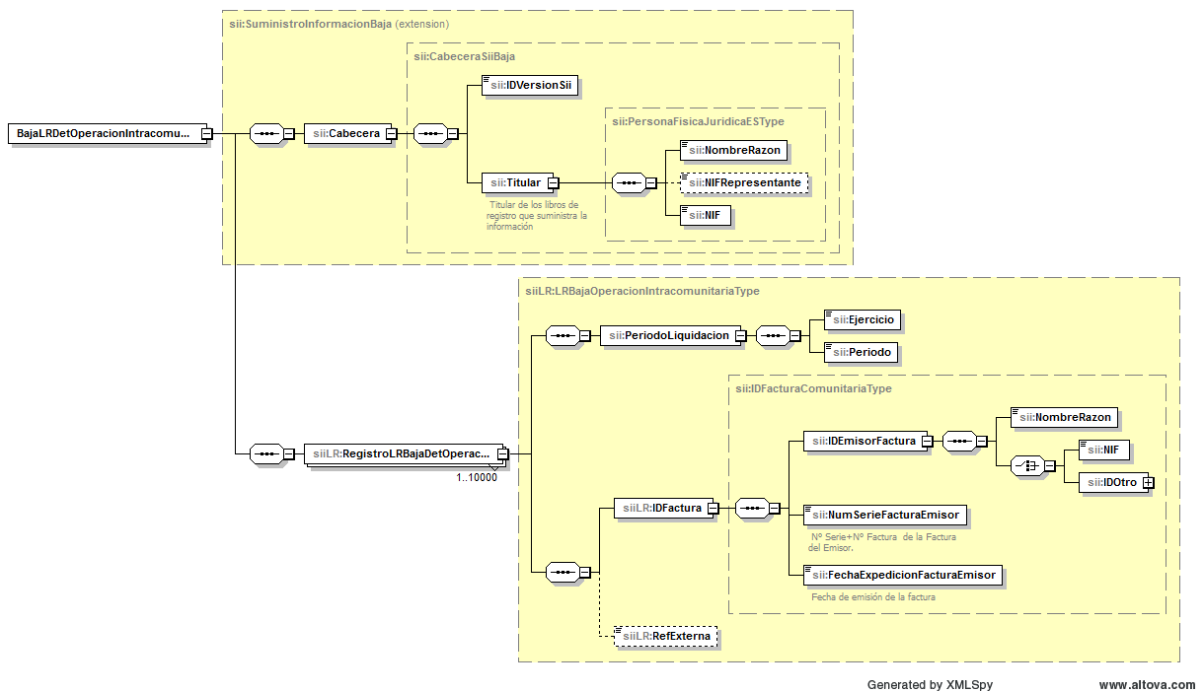 sii:SuministroInformacionBaja (extension)
sii:CabeceraSiiBaja
sii:IDVersionSii
sii:PersonaFisicaJuridicaESType
BajaLRDetOperacionIntracomu...
sii:Cabecera
sii:NombreRazon
sii:Titular
sii:NIFRepresentante
Titular de los libros de
registro que suministra la
información
sii:NIF
siiLR:LRBajaOperacionIntracomunitariaType
sii:Ejercicio
sii:PeriodoLiquidacion
sii:Periodo
sii:IDFacturaComunitariaType
sii:NombreRazon
sii:IDEmisorFactura
sii:NIF
siiLR:RegistroLRBajaDetOperac...
1..10000
sii:IDOtro
siiLR:IDFactura
sii:NumSerieFacturaEmisor
Nº Serie+Nº Factura de la Factura
del Emisor.
sii:FechaExpedicionFacturaEmisor
Fecha de emisión de la factura
siiLR:RefExterna
Generated by XMLSpy
www.altova.com